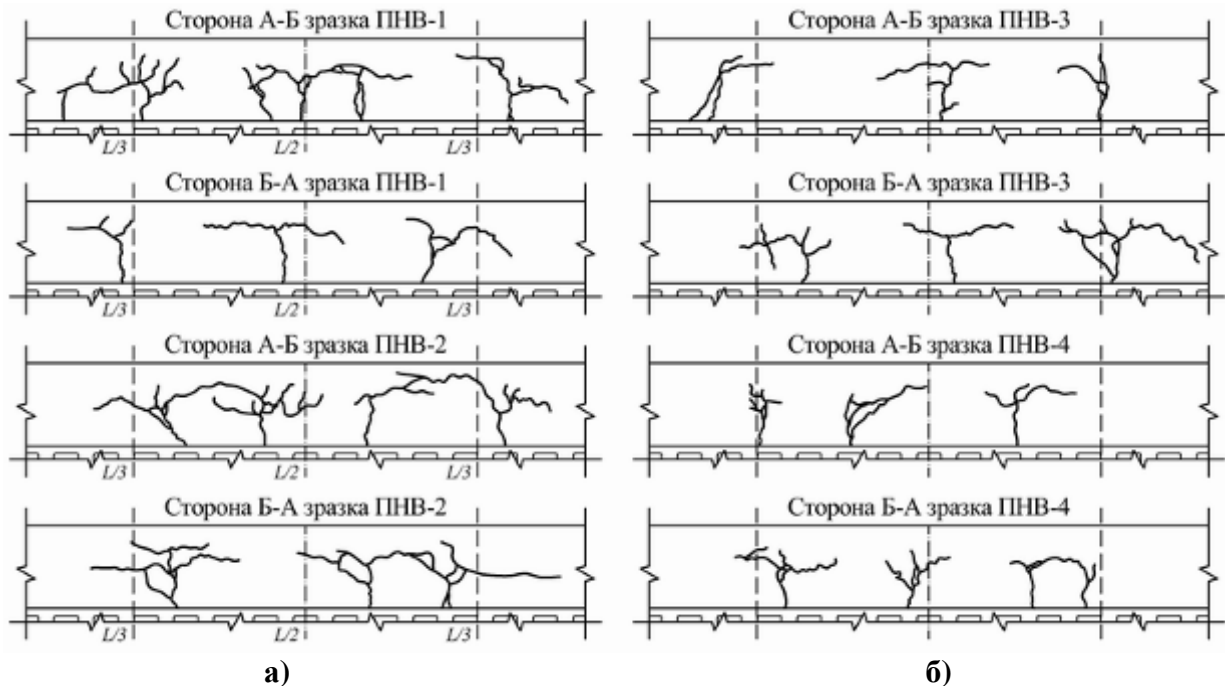 Сторона А-Б зразка ПНВ-1
L/3 L/2 L/3
Сторона Б-А зразка ПНВ-1
L/3 L/2 L/3
Сторона А-Б зразка ПНВ-2
L/3 L/2 L/3
Сторона Б-А зразка ПНВ-2
L/3 L/2 L/3
а)
Сторона А-Б зразка ПНВ-3
Сторона Б-А зразка ПНВ-3
Сторона А-Б зразка ПНВ-4
Сторона Б-А зразка ПНВ-4
б)